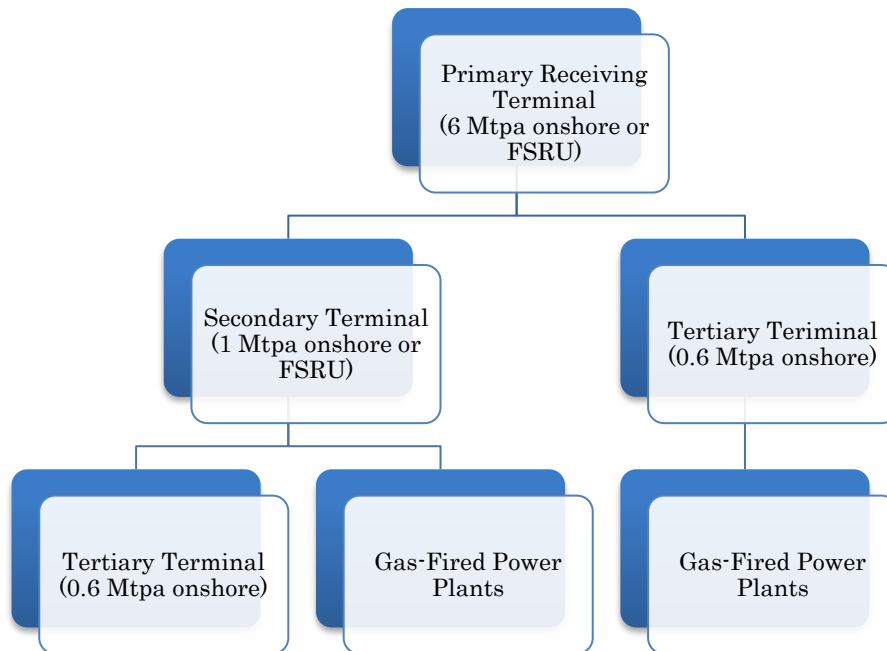 Primary Receiving
Terminal
(6 Mtpa onshore or
FSRU)
Secondary Terminal
(1 Mtpa onshore or
FSRU)
Tertiary Teriminal
(0.6 Mtpa onshore)
Tertiary Terminal
(0.6 Mtpa onshore)
Gas-Fired Power
Plants
Gas-Fired Power
Plants